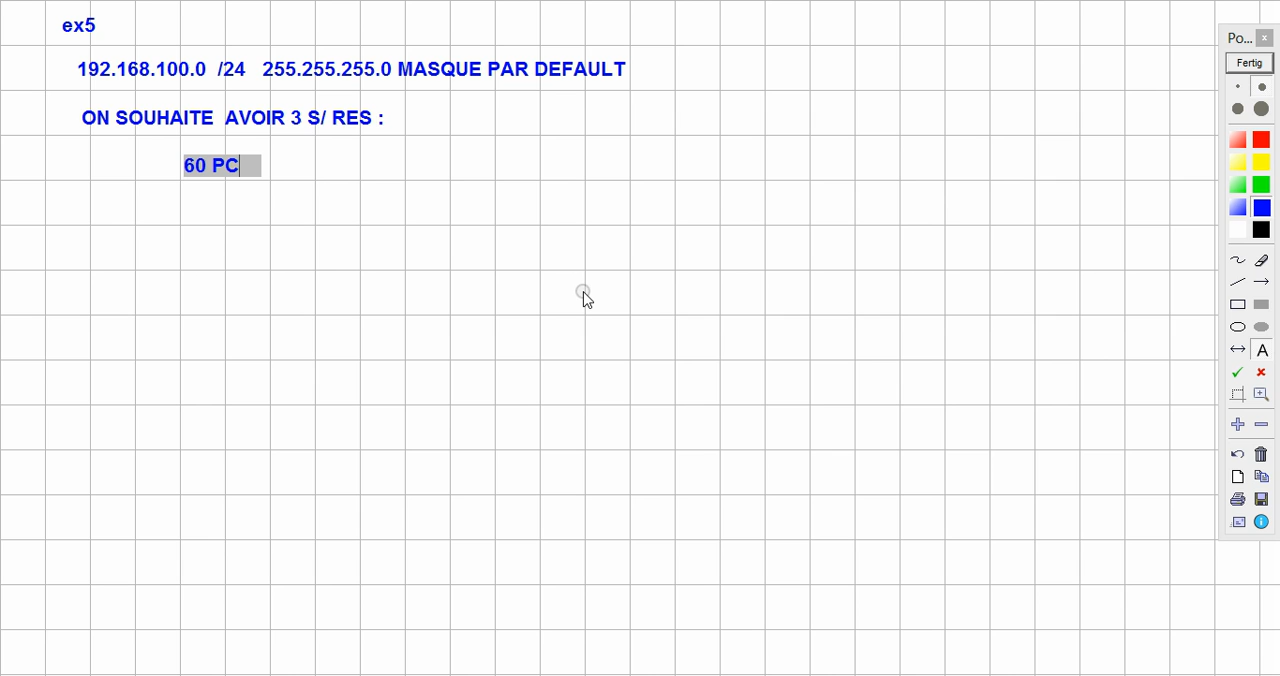 ex5
192.168.100.0 /24 255.255.255.0 MASQUE PAR DEFAULT
ON SOUHAITE AVOIR 3 S/ RES :
60 PC
Po...
Fertig
A